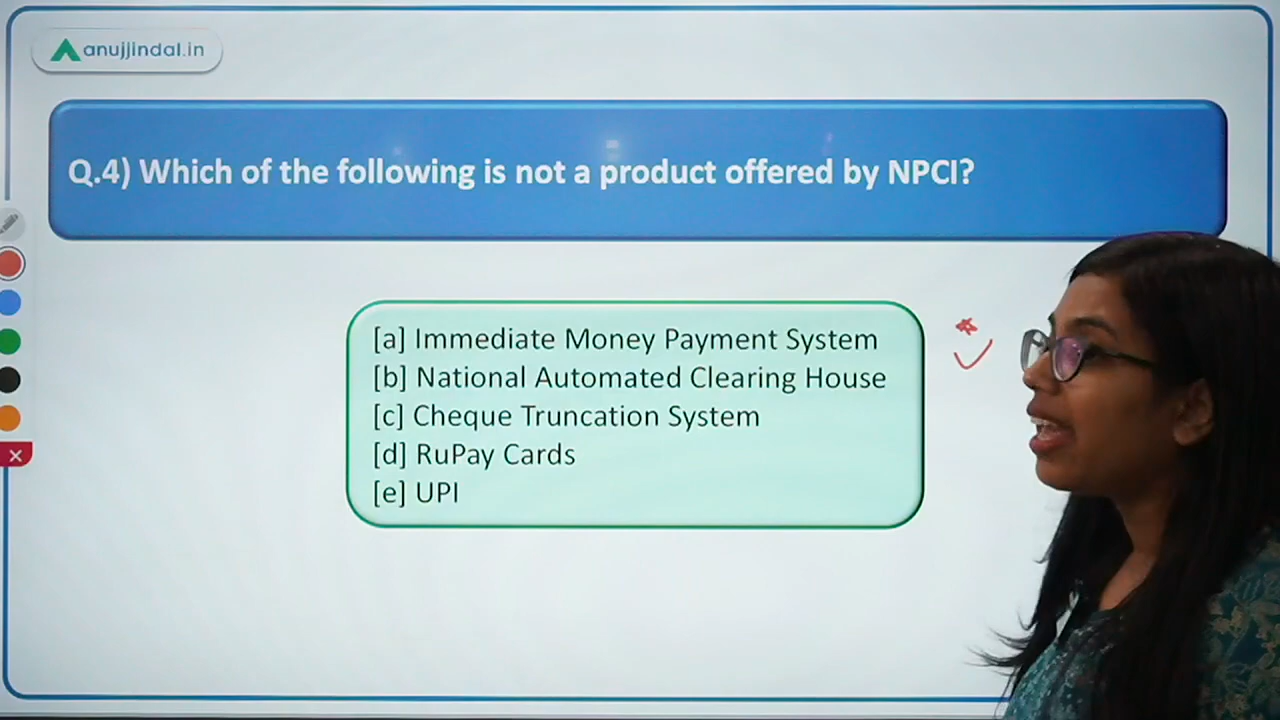 anujjindal.in
Q.4) Which of the following is not a product offered by NPCI?
[a] Immediate Money Payment System
[b] National Automated Clearing House
[c] Cheque Truncation System
[d] RuPay Cards
[e] UPI